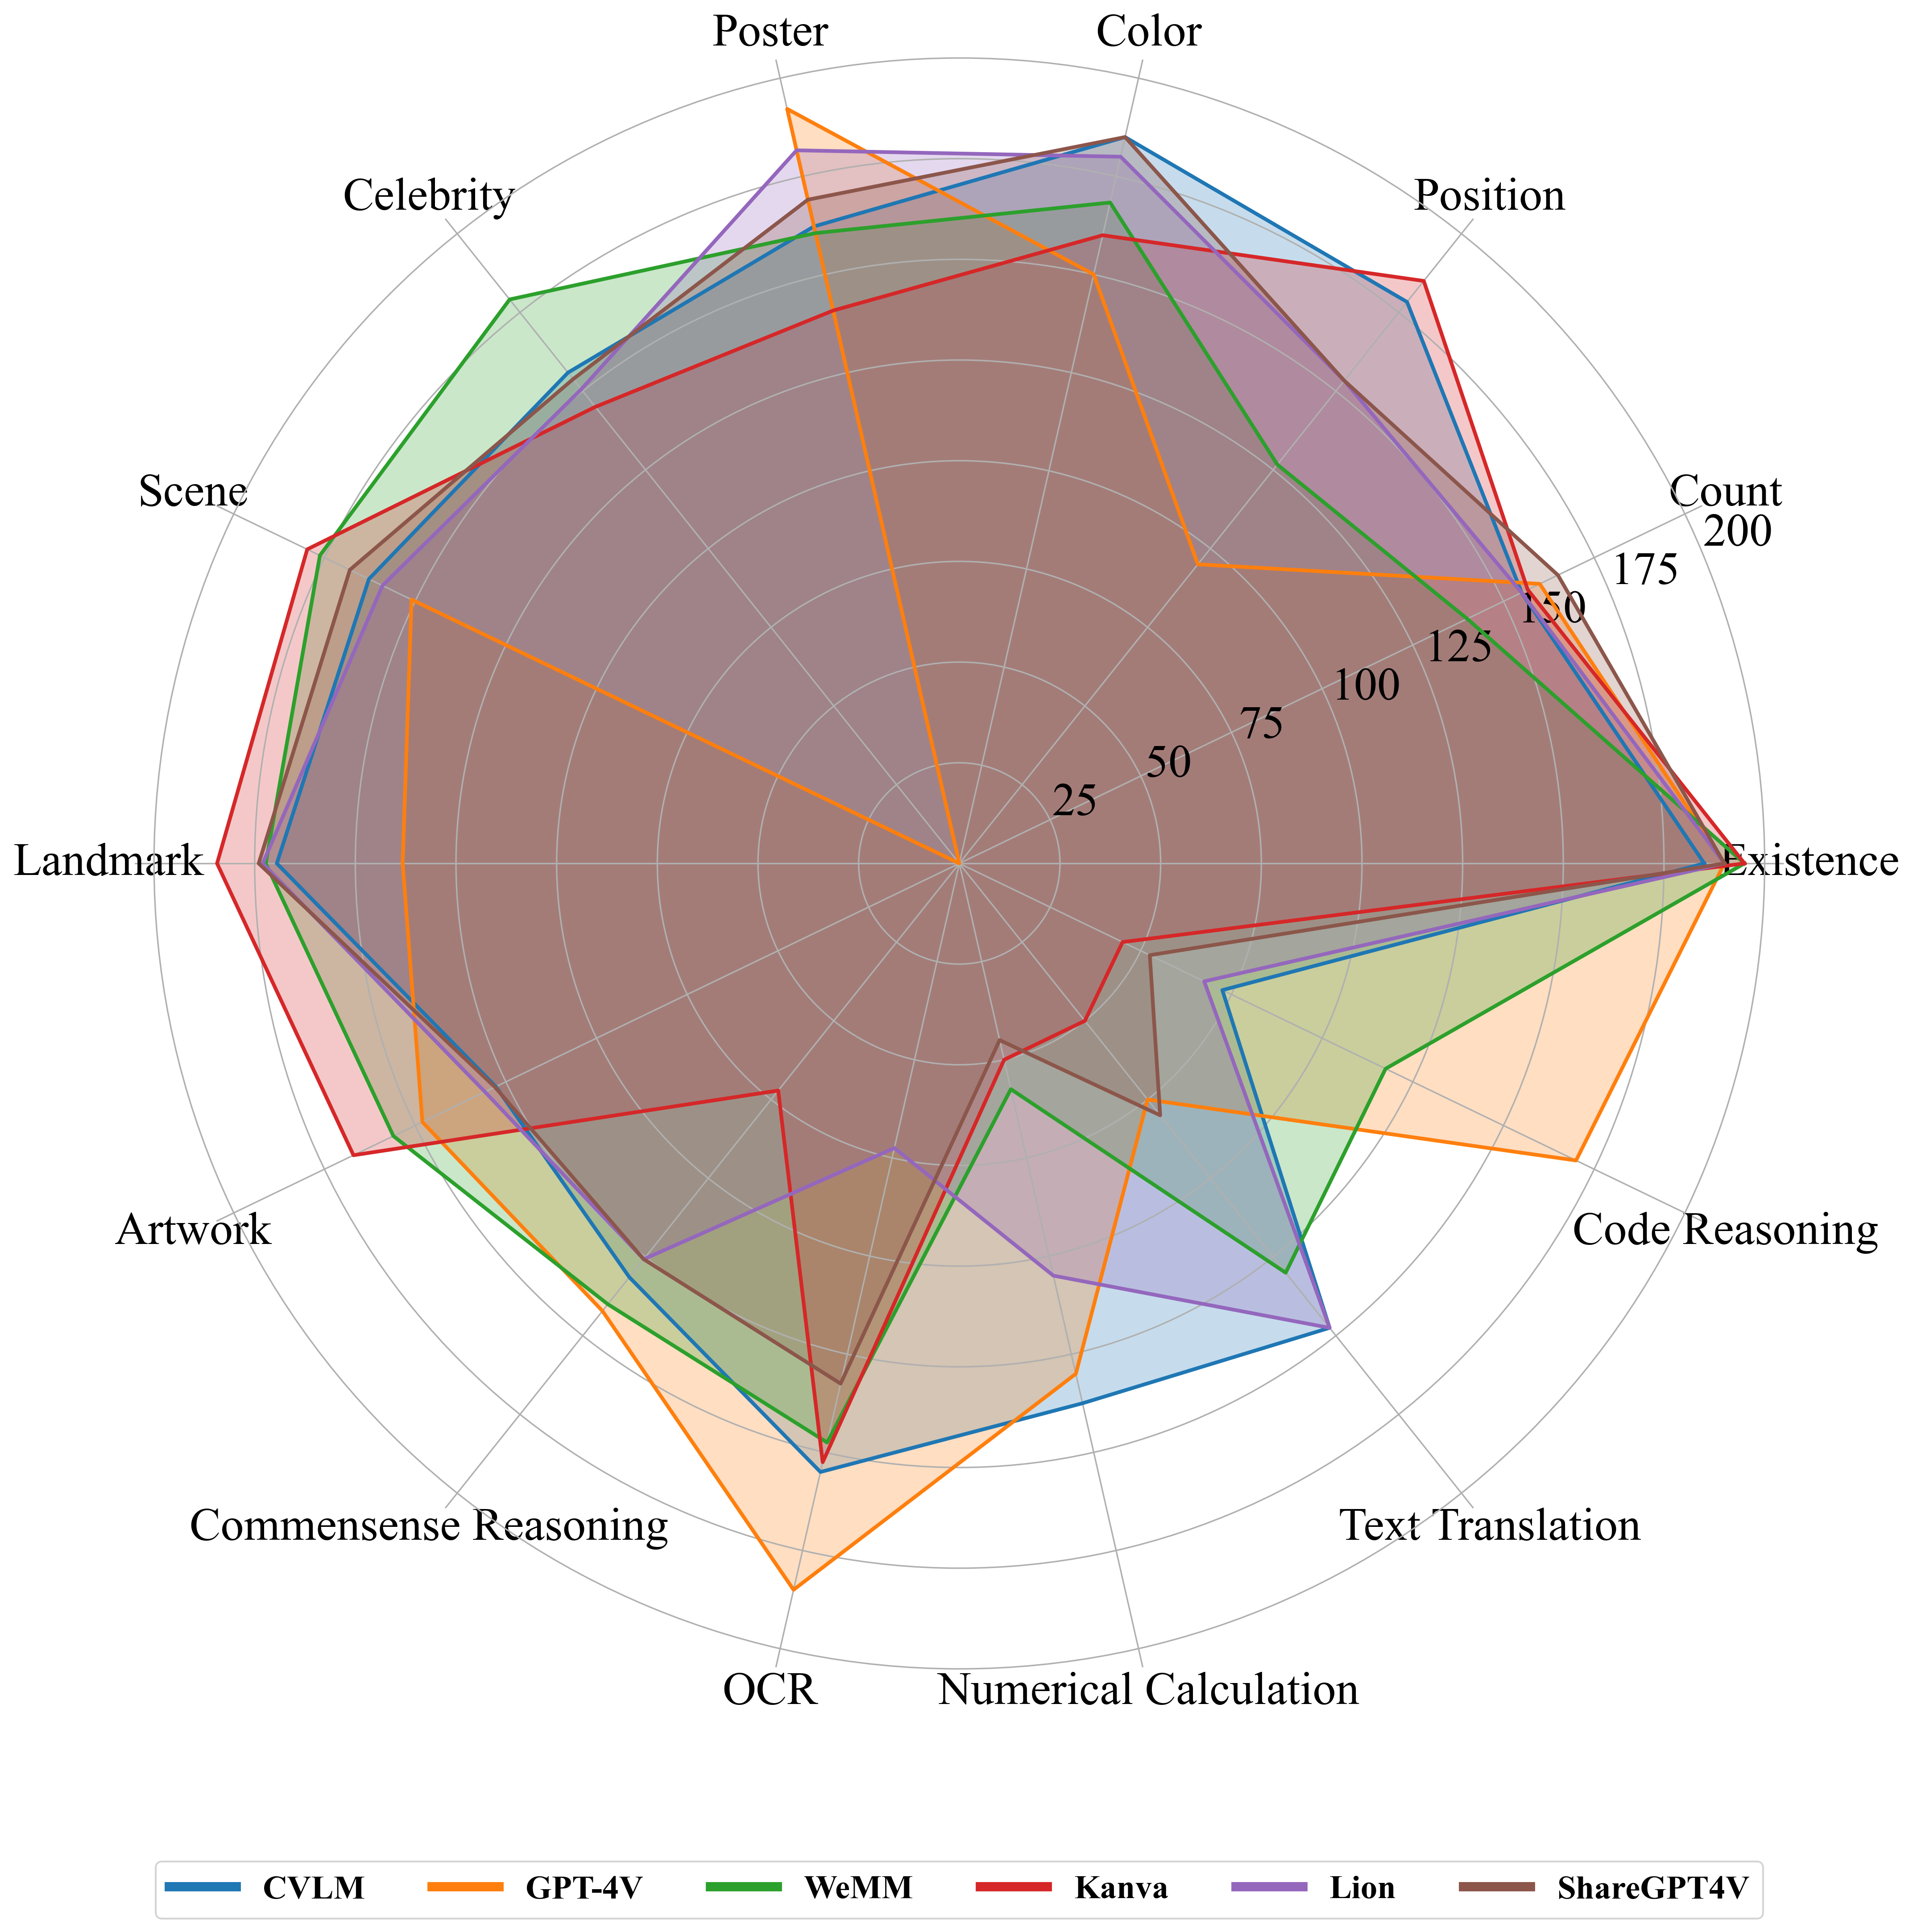 Poster
Color
Celebrity
Position
Scene
Count
200
175
150
125
100
75
50
25
Landmark
Existence
Artwork
Code Reasoning
Commensense Reasoning
Text Translation
OCR
Numerical Calculation
CVLM GPT-4V WeMM Kanva Lion ShareGPT4V